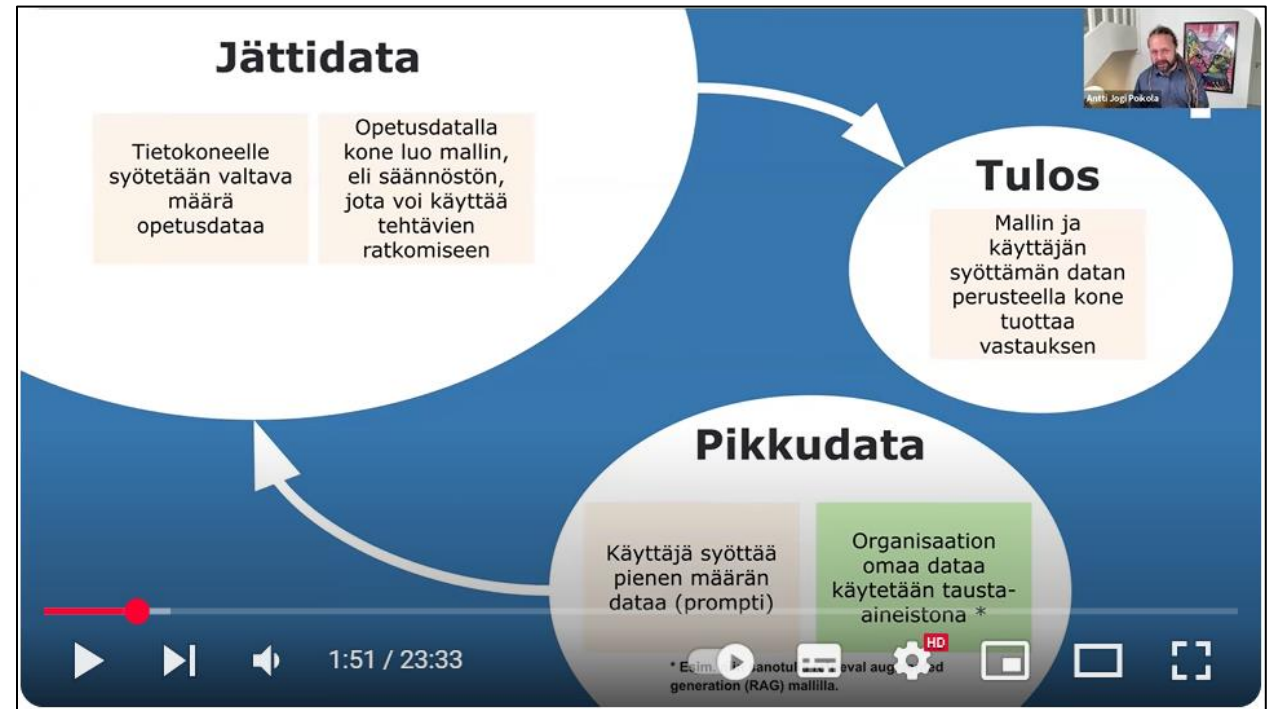 Jättidata
Tietokoneelle
syötetään valtava
määrä
opetusdataa
Opetusdatalla
kone luo mallin,
eli säännöstön,
jota voi käyttää
tehtävien
ratkomiseen
Antti Jogi Poikola
Tulos
Mallin ja
käyttäjän
syöttämän datan
perusteella kone
tuottaa
vastauksen
Pikkudata
Käyttäjä syöttää
pienen määrän
dataa (prompti)
Organisaation
omaa dataa
käytetään tausta-
aineistona *
1:51 / 23:33
HD
* Esim.
generation (RAG) mallilla.